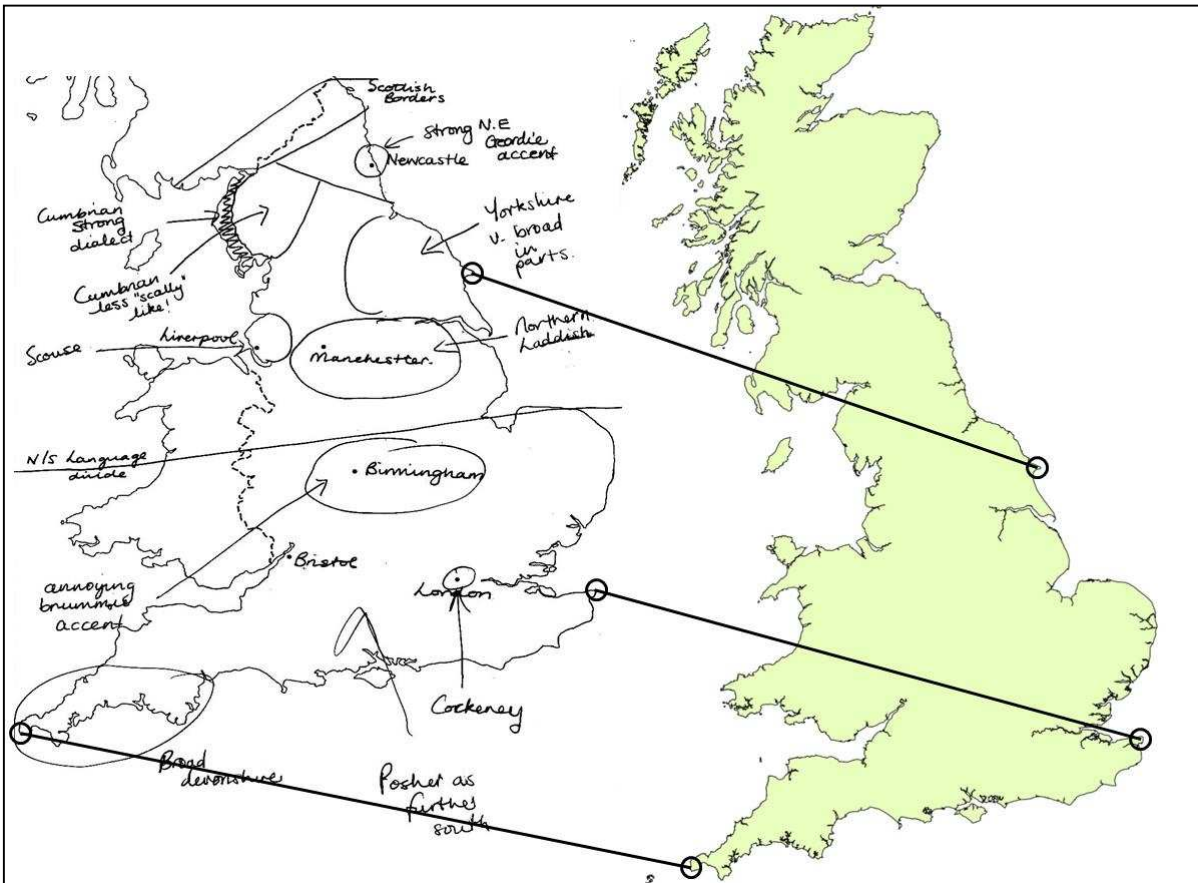 Scottish
Borders
strong N.E
Geordie
accent
Newcastle
Cumbrian
strong
dialect
Yorkshire
v. broad
in
parts.
Cumbrian
less "scally"
like!
Scouse
Liverpool
Manchester.
Northern
Laddish
N/S Language
divide
Birmingham
Bristol
annoying
brummie
accent
London
Cockeney
Broad
devonshire
Posher as
further
south